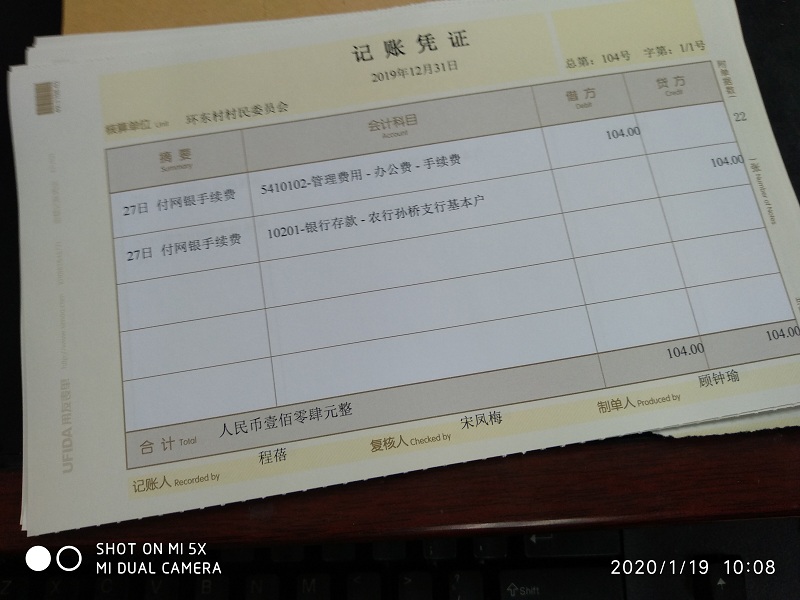 记账凭证
2019年12月31日
总第：104号 字第：1/1号
核算单位 Unit 环东村村民委员会
摘要 Summary 会计科目 Account 借方 Debit 贷方 Credit
27日 付网银手续费 5410102-管理费用 - 办公费 - 手续费 104.00
27日 付网银手续费 10201-银行存款 - 农行孙桥支行基本户 104.00
附单据数
22
张
Number of Notes
合计 Total 人民币壹佰零肆元整 104.00 104.00
记账人 Recorded by 程蓓 复核人 Checked by 宋凤梅 制单人 Produced by 顾钟瑜
UFIDA 用友表单
SHOT ON MI 5X
MI DUAL CAMERA
2020/1/19 10:08
Shift